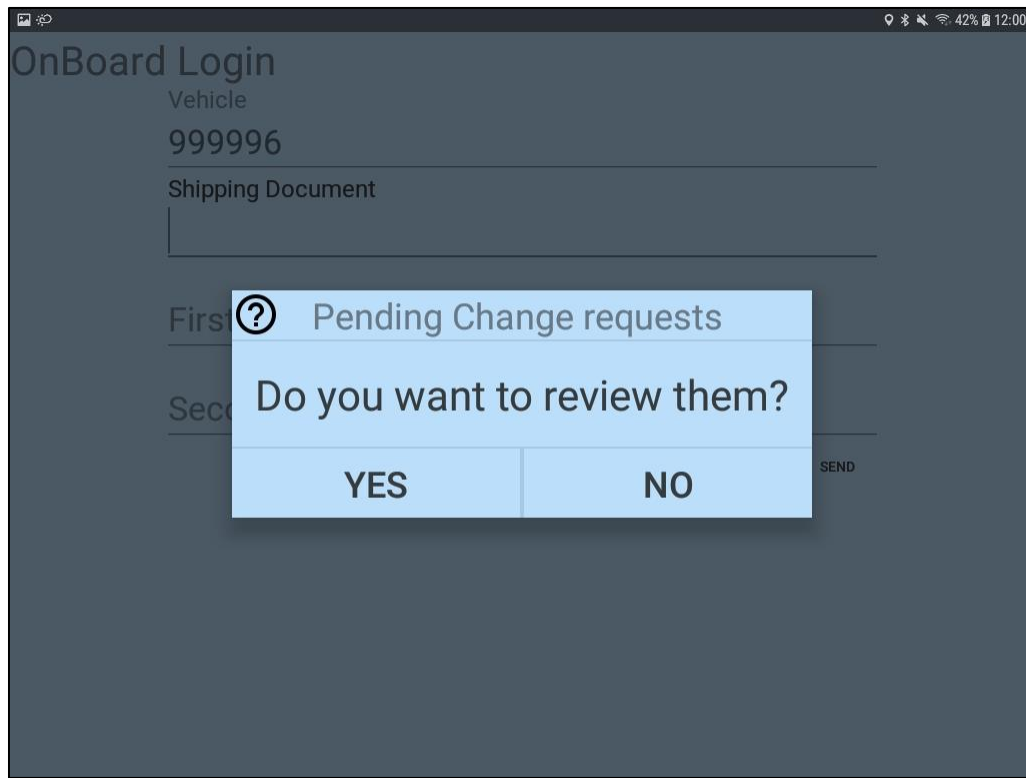 42% 12:00
OnBoard Login
Vehicle
999996
Shipping Document
First
Pending Change requests
Do you want to review them?
YES
NO
SEND